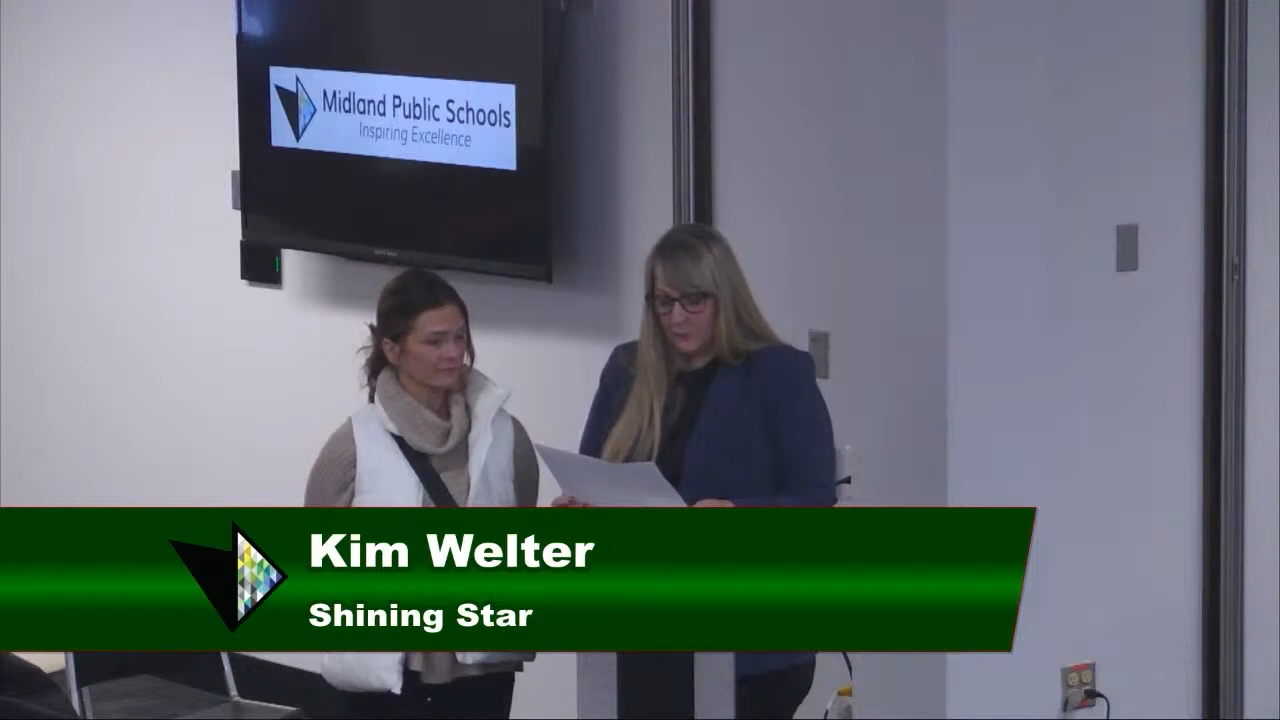 Midland Public Schools
Inspiring Excellence
Kim Welter
Shining Star